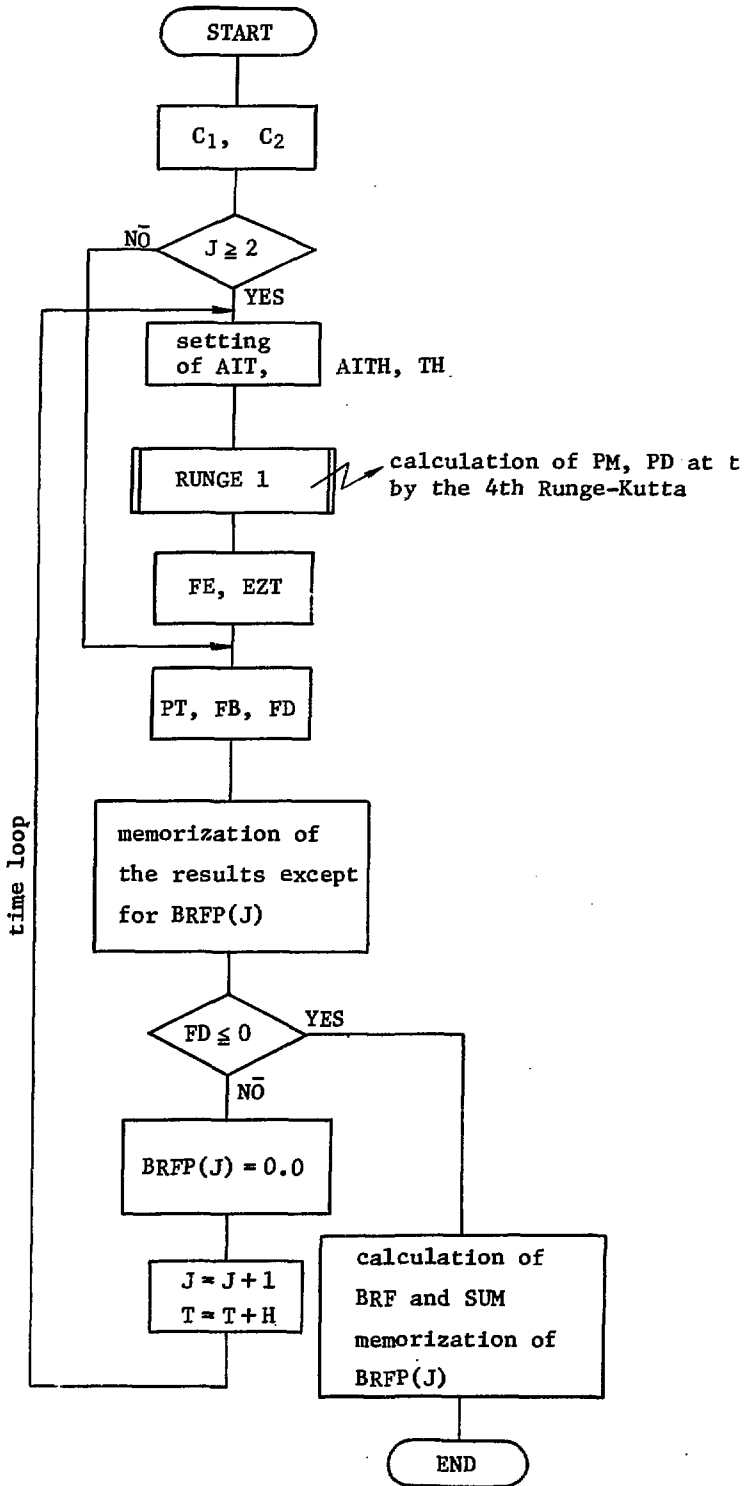 START
C1, C2
J ≧ 2
NŌ
YES
setting
of AIT, AITH, TH
RUNGE 1
calculation of PM, PD at t
by the 4th Runge-Kutta
FE, EZT
PT, FB, FD
time loop
memorization of
the results except
for BRFP(J)
FD ≦ 0
YES
NŌ
BRFP(J) = 0.0
J = J + 1
T = T + H
calculation of
BRF and SUM
memorization of
BRFP(J)
END